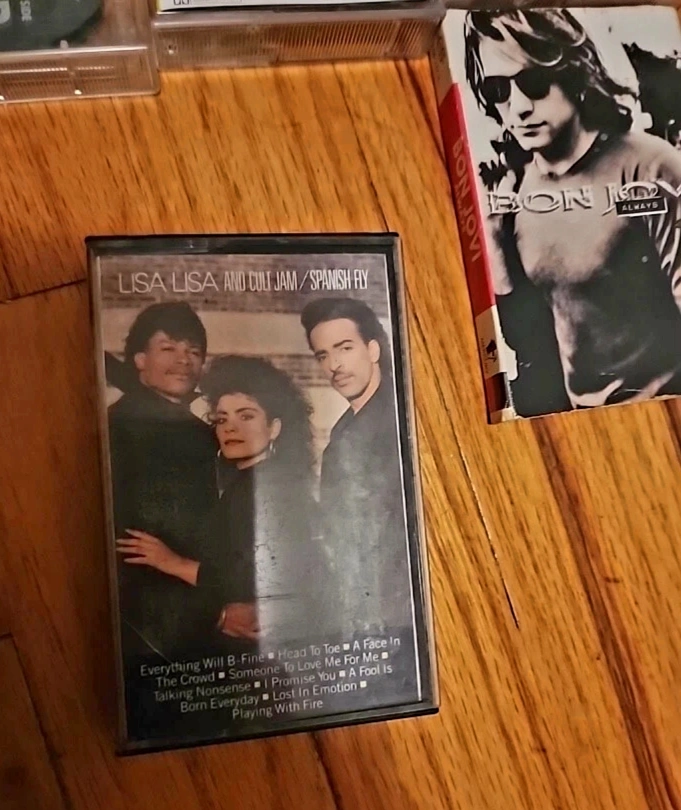 SIDE
BON JOVI
BON JOV
ALWAYS
LISA LISA AND CULT JAM / SPANISH FLY
Everything Will B-Fine ▪ Head To Toe ▪ A Face In
The Crowd ▪ Someone To Love Me For Me ▪
Talking Nonsense ▪ I Promise You ▪ A Fool Is
Born Everyday ▪ Lost In Emotion ▪
Playing With Fire